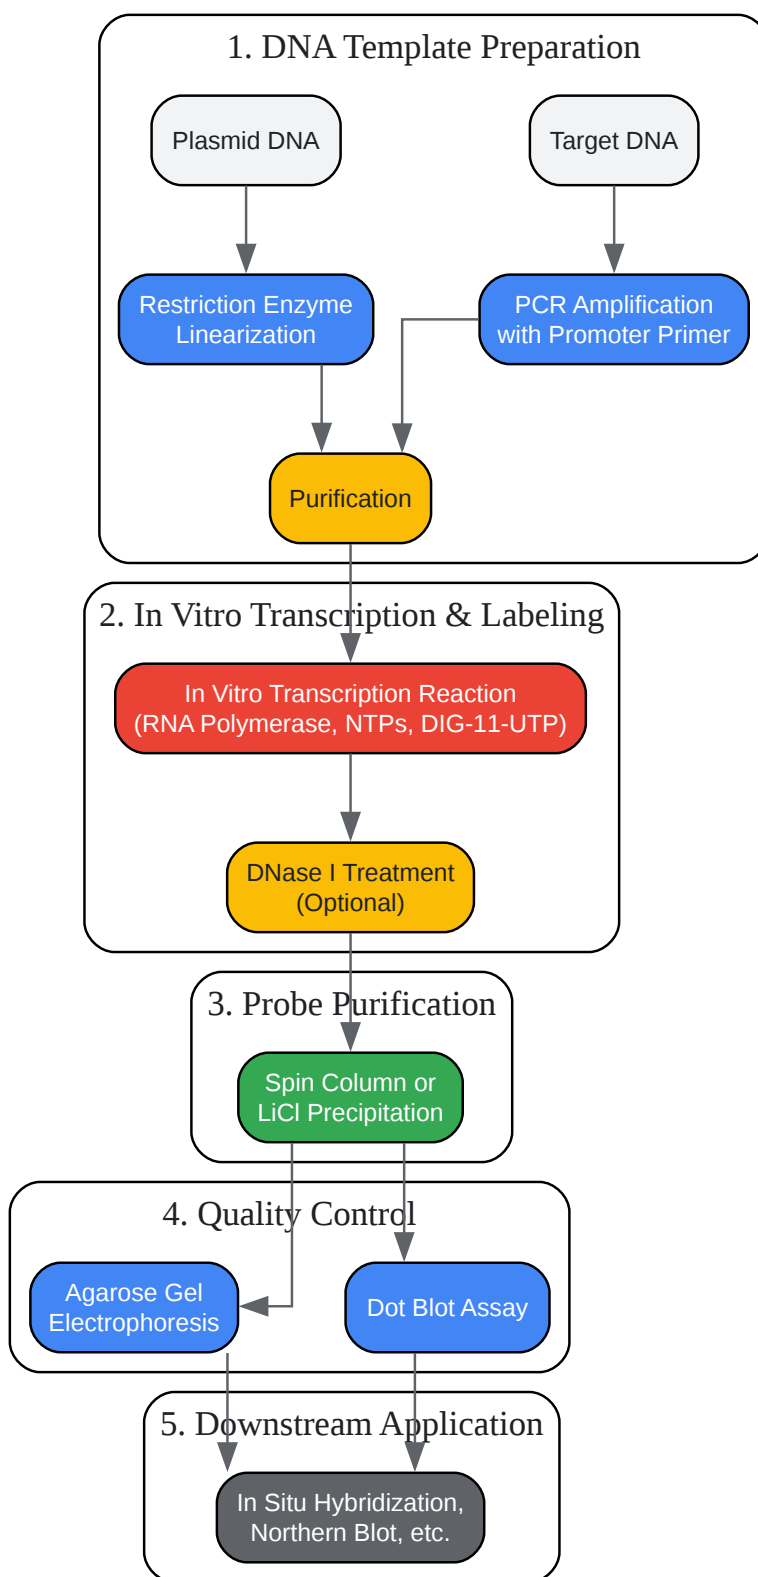 1. DNA Template Preparation
Plasmid DNA
Target DNA
Restriction Enzyme
Linearization
PCR Amplification
with Promoter Primer
Purification
2. In Vitro Transcription & Labeling
In Vitro Transcription Reaction
(RNA Polymerase, NTPs, DIG-11-UTP)
DNase I Treatment
(Optional)
3. Probe Purification
Spin Column or
LiCl Precipitation
4. Quality Control
Agarose Gel
Electrophoresis
Dot Blot Assay
5. Downstream Application
In Situ Hybridization,
Northern Blot, etc.